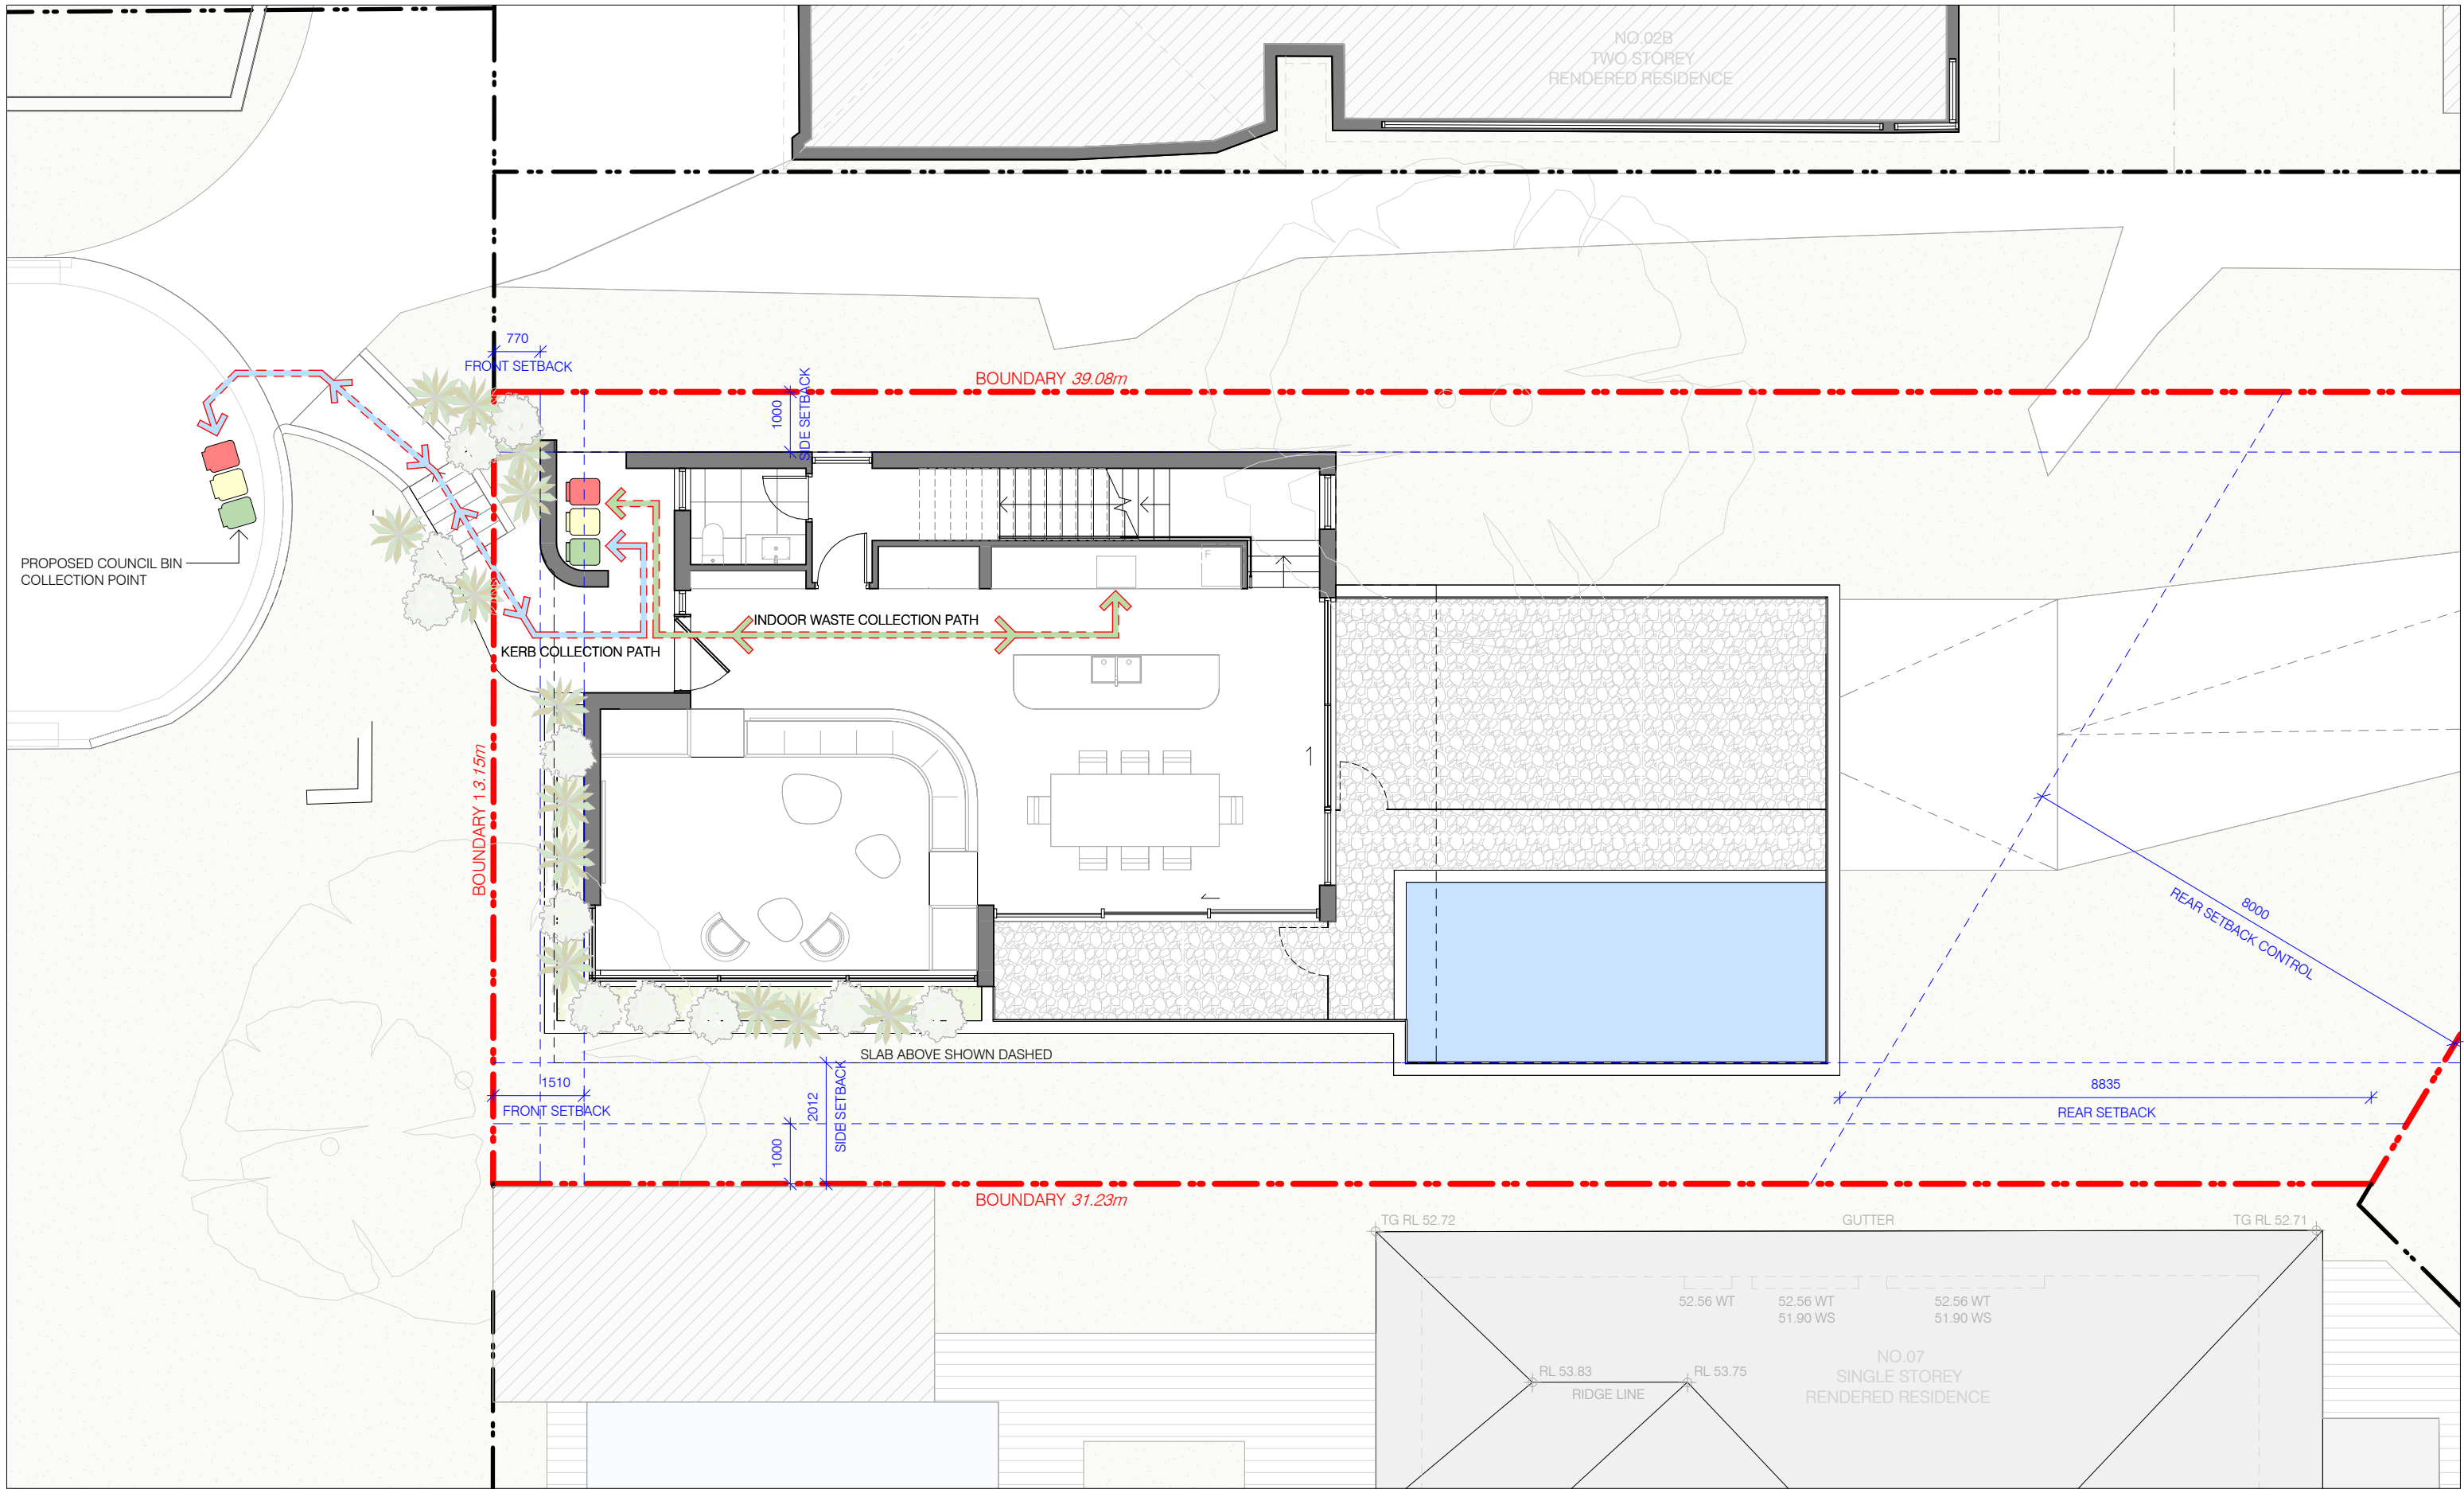 NO.02B
TWO STOREY
RENDERED RESIDENCE
770
FRONT SETBACK
1000
SIDE SETBACK
BOUNDARY 39.08m
PROPOSED COUNCIL BIN
COLLECTION POINT
F
INDOOR WASTE COLLECTION PATH
KERB COLLECTION PATH
BOUNDARY 13.15m
8000
REAR SETBACK CONTROL
SLAB ABOVE SHOWN DASHED
1510
FRONT SETBACK
2012
SIDE SETBACK
1000
8835
REAR SETBACK
BOUNDARY 31.23m
TG RL 52.72
GUTTER
TG RL 52.71
52.56 WT
52.56 WT
51.90 WS
52.56 WT
51.90 WS
RL 53.83
RL 53.75
RIDGE LINE
NO.07
SINGLE STOREY
RENDERED RESIDENCE